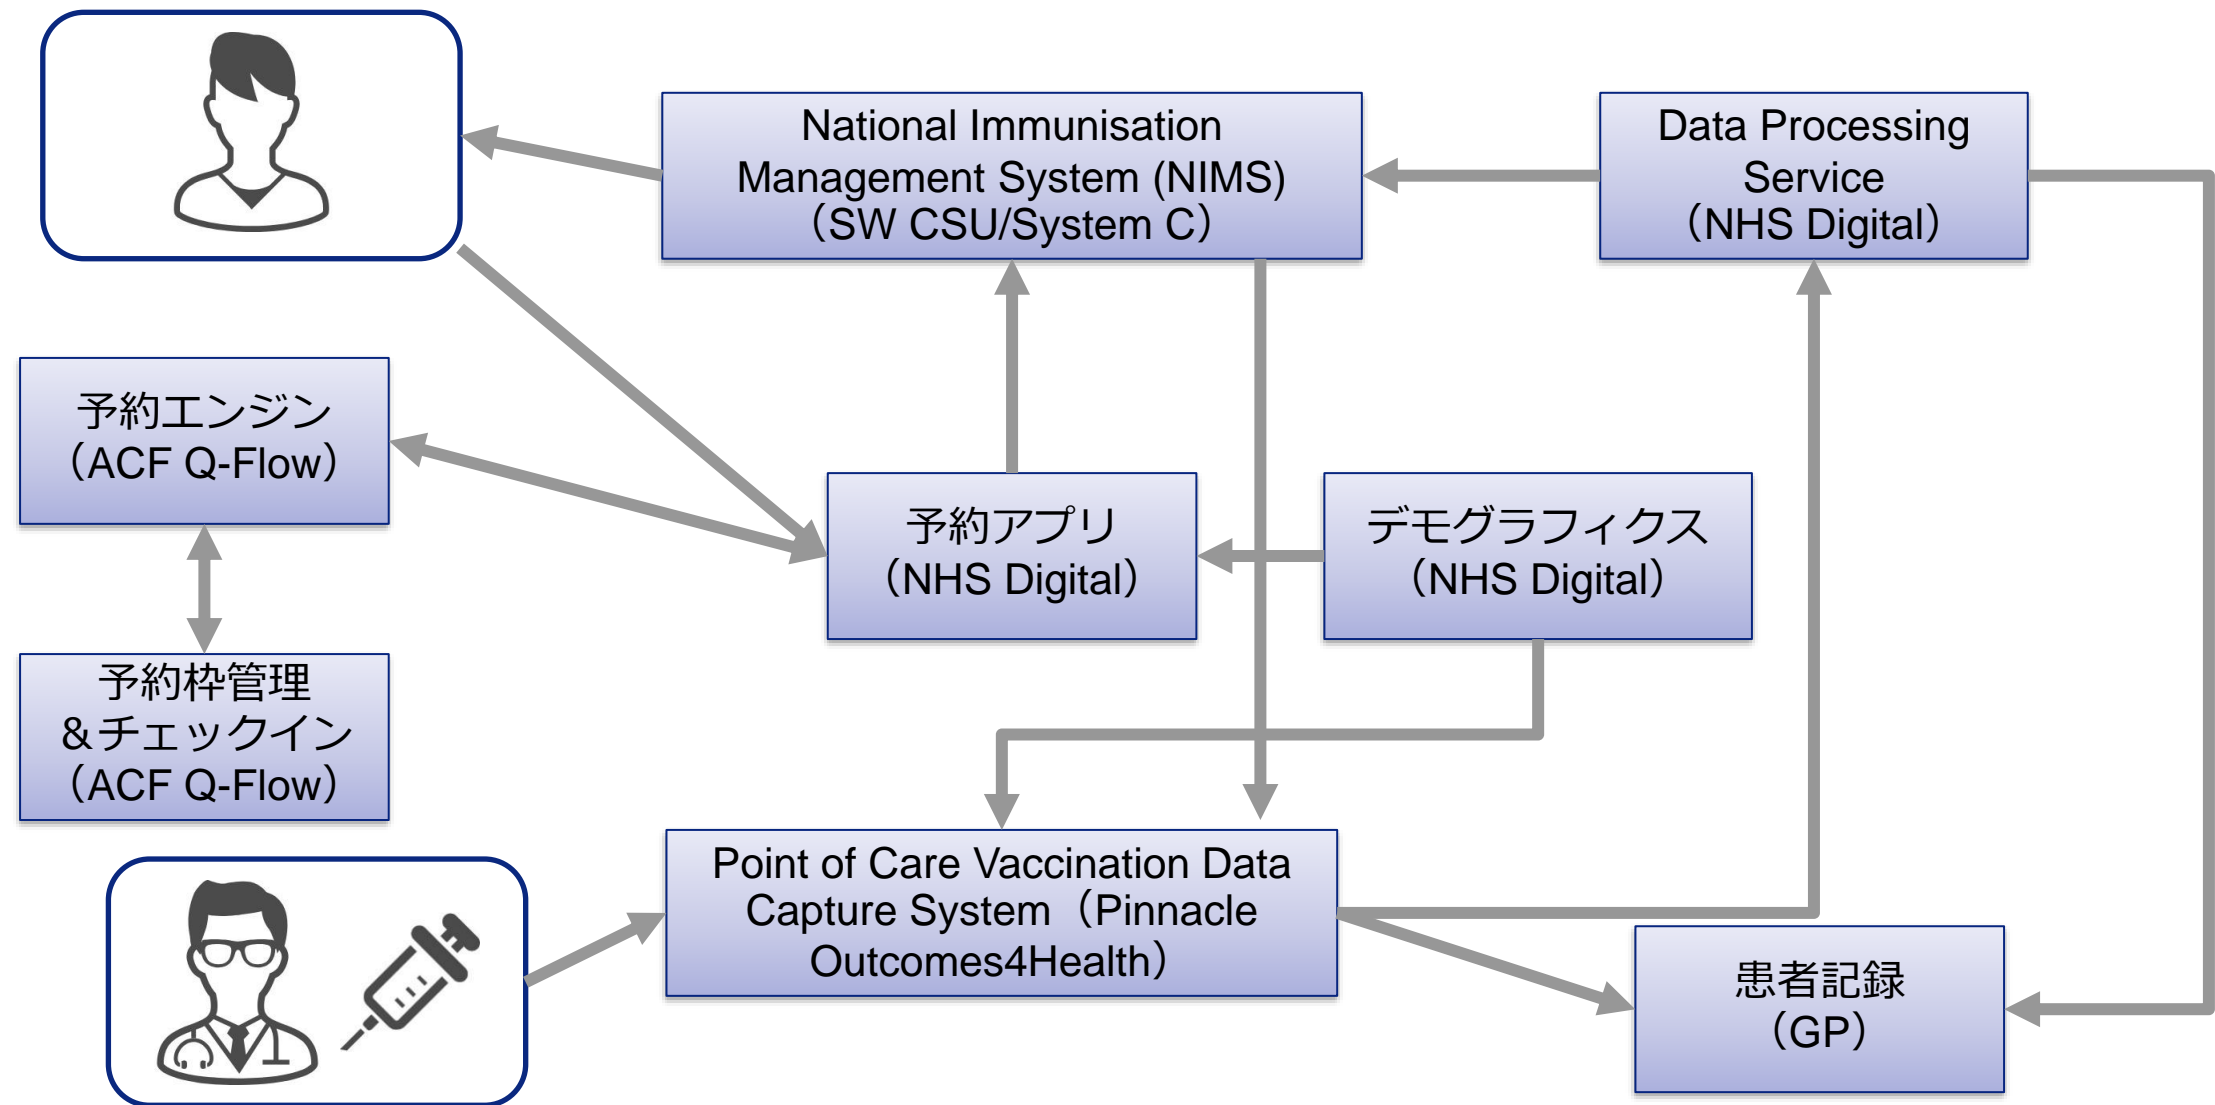 National Immunisation
Management System (NIMS)
（SW CSU/System C）
Data Processing
Service
（NHS Digital）
予約エンジン
（ACF Q-Flow）
予約アプリ
（NHS Digital）
デモグラフィクス
（NHS Digital）
予約枠管理
＆チェックイン
（ACF Q-Flow）
Point of Care Vaccination Data
Capture System（Pinnacle
Outcomes4Health）
患者記録
（GP）